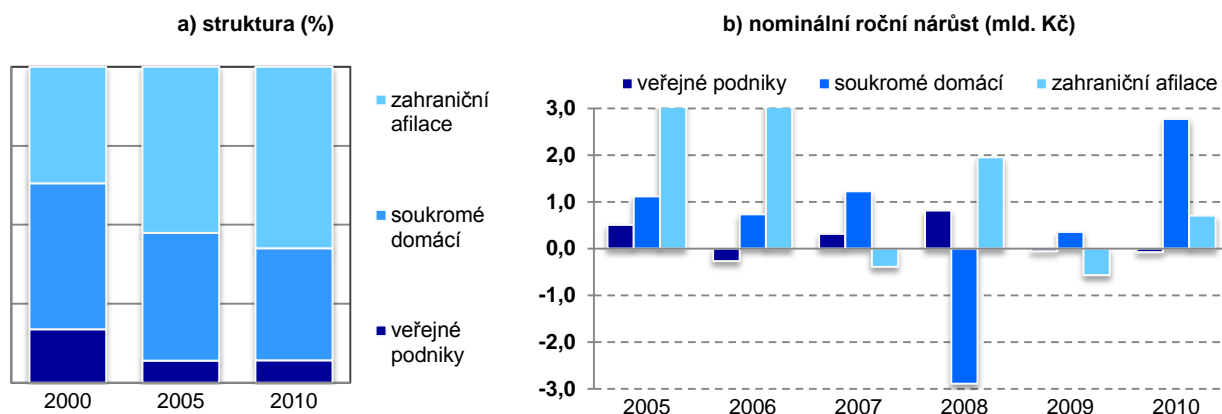 a) struktura (%)
zahraniční
afilace
soukromé
domácí
veřejné
podniky
2000 2005 2010
b) nominální roční nárůst (mld. Kč)
veřejné podniky soukromé domácí zahraniční afilace
3,0
2,0
1,0
0,0
-1,0
-2,0
-3,0
2005 2006 2007 2008 2009 2010